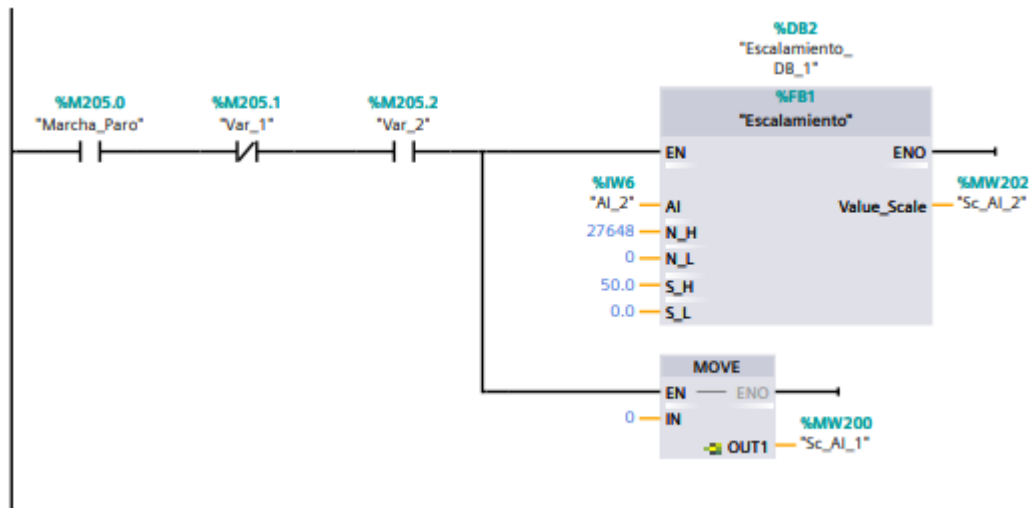 %DB2
"Escalamiento_
DB_1"
%M205.0
"Marcha_Paro"
%M205.1
"Var_1"
%M205.2
"Var_2"
%FB1
"Escalamiento"
EN
ENO
%IW6
"AI_2"
AI
Value_Scale
%MW202
"Sc_AI_2"
27648
N_H
0
N_L
50.0
S_H
0.0
S_L
MOVE
EN
ENO
0
IN
OUT1
%MW200
"Sc_AI_1"